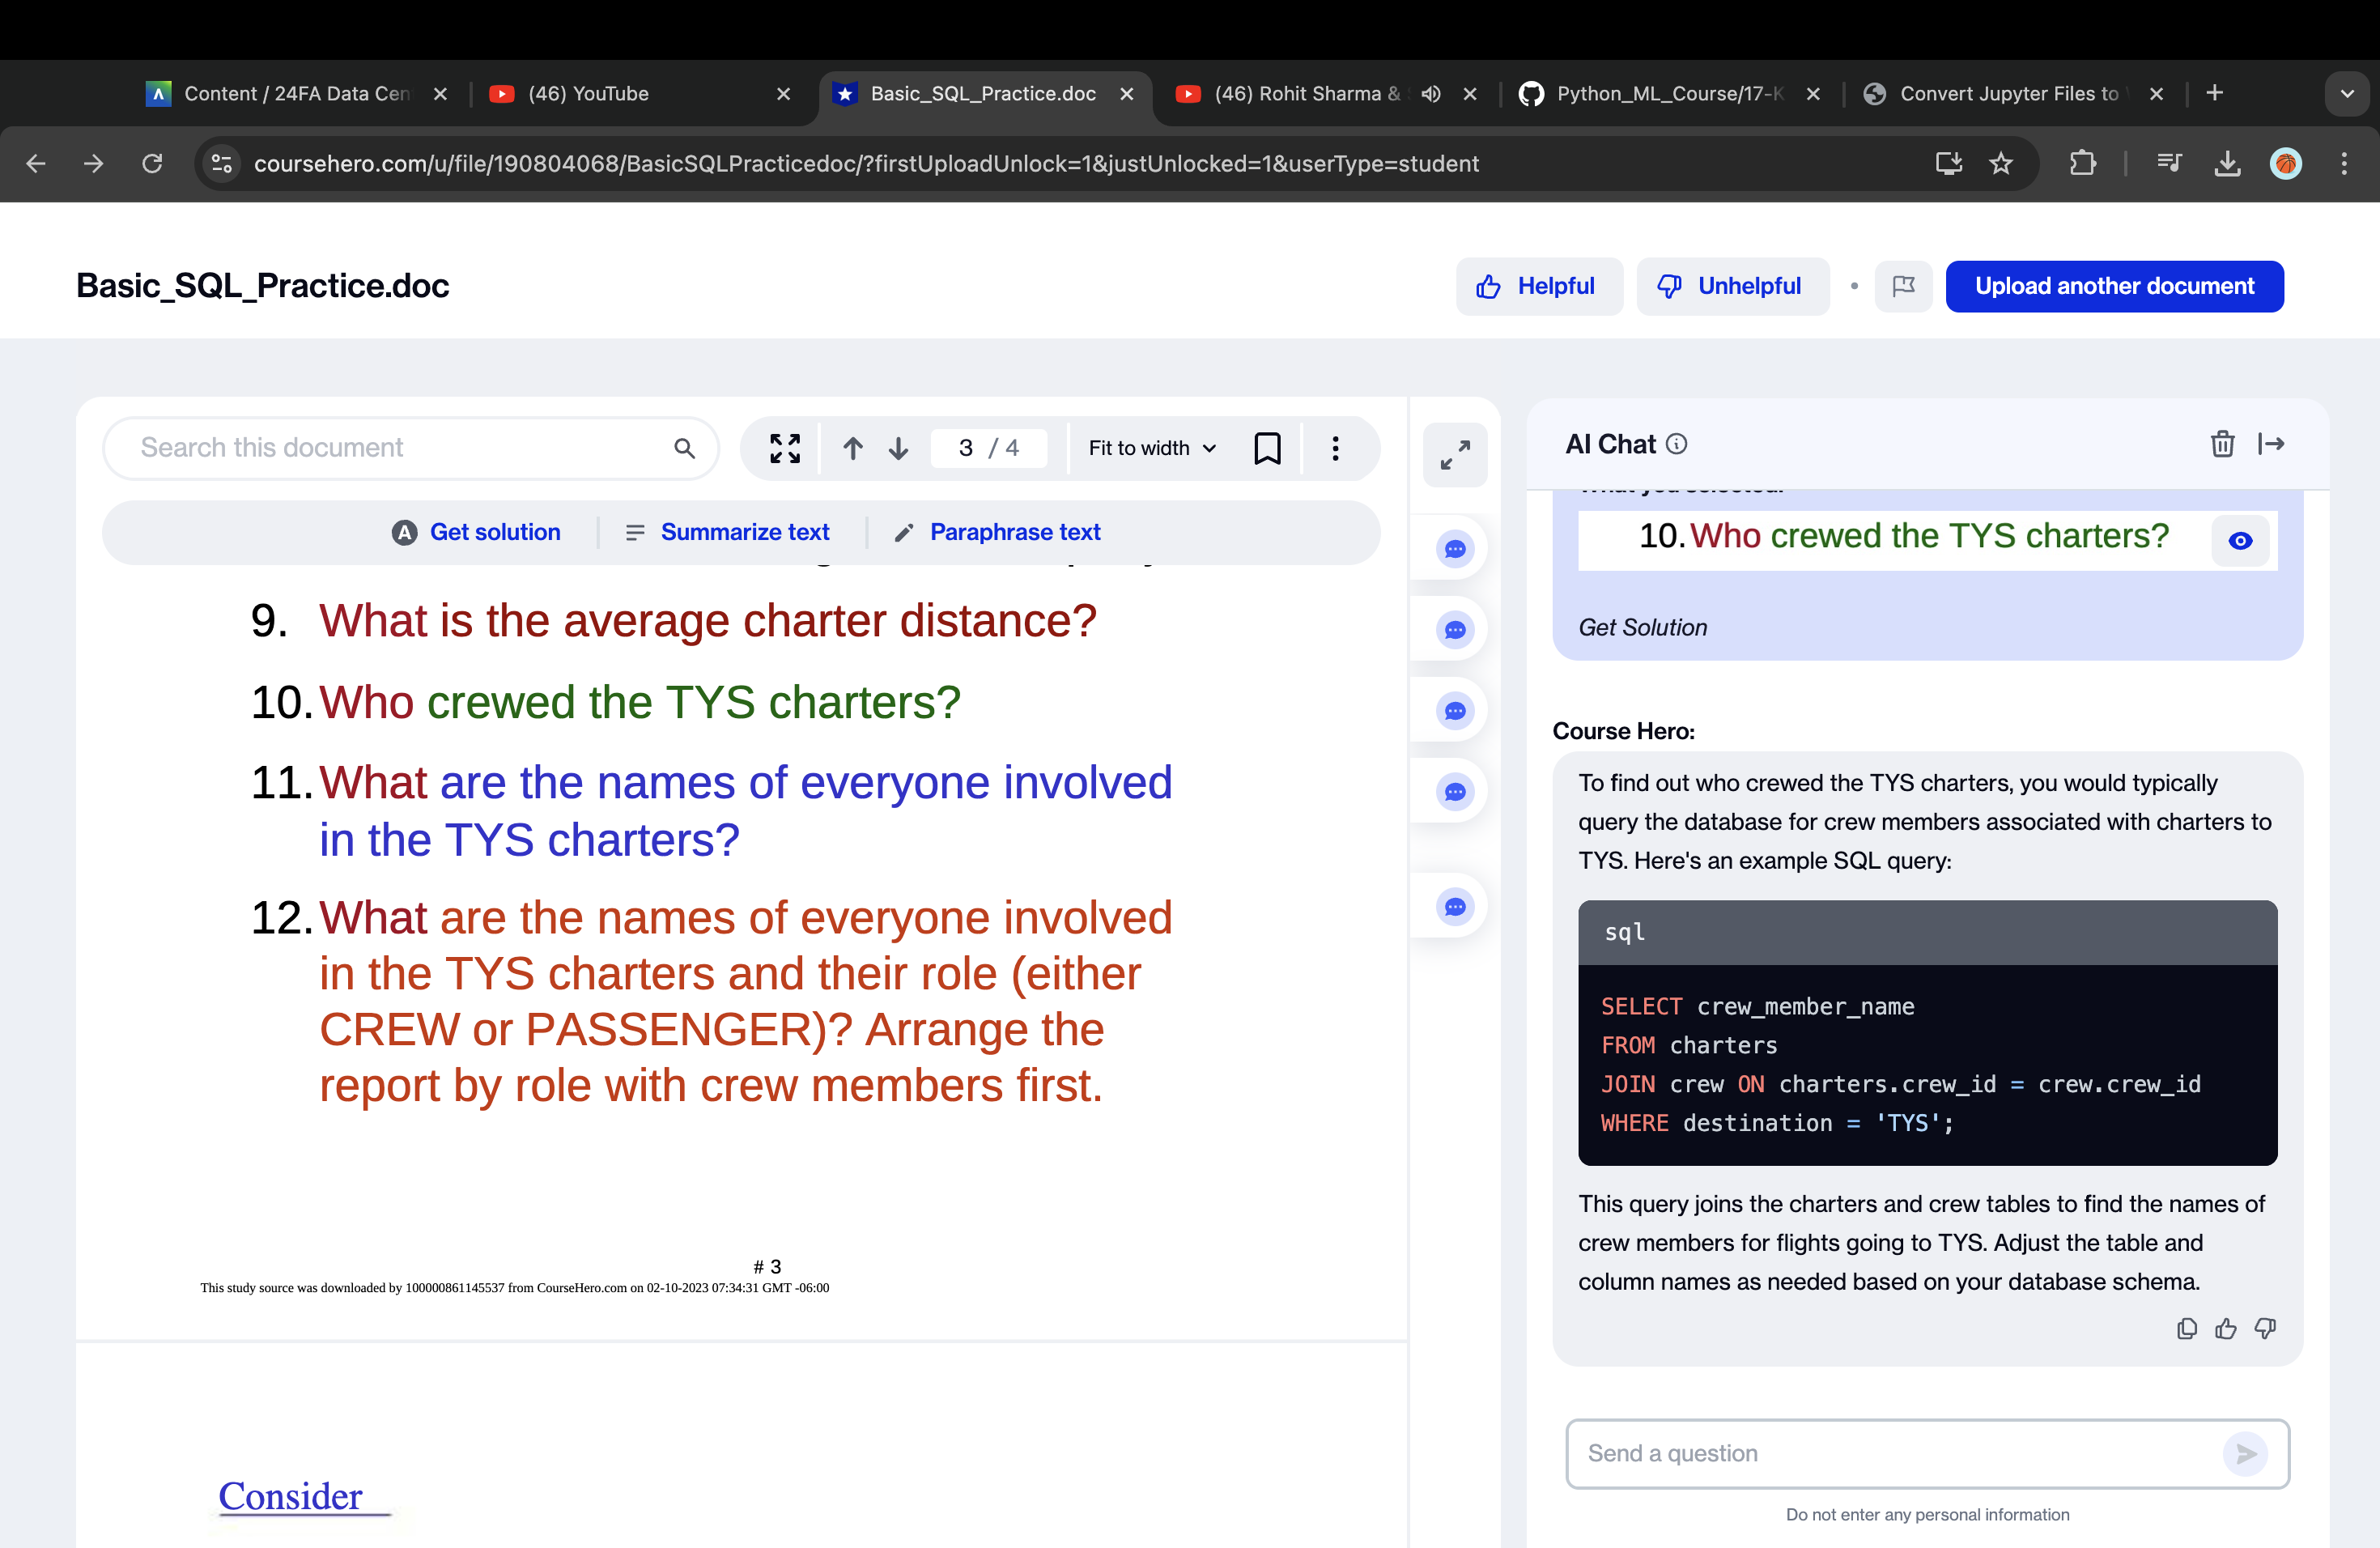 Content / 24FA Data Cen
(46) YouTube
Basic_SQL_Practice.doc
(46) Rohit Sharma &
Python_ML_Course/17-K
Convert Jupyter Files to
coursehero.com/u/file/190804068/BasicSQLPracticedoc/?firstUploadUnlock=1&justUnlocked=1&userType=student
Basic_SQL_Practice.doc
Helpful
Unhelpful
Upload another document
Search this document
3 / 4
Fit to width
Get solution
Summarize text
Paraphrase text
9. What is the average charter distance?
10. Who crewed the TYS charters?
11. What are the names of everyone involved
in the TYS charters?
12. What are the names of everyone involved
in the TYS charters and their role (either
CREW or PASSENGER)? Arrange the
report by role with crew members first.
# 3
This study source was downloaded by 100000861145537 from CourseHero.com on 02-10-2023 07:34:31 GMT -06:00
Consider
AI Chat
10. Who crewed the TYS charters?
Get Solution
Course Hero:
To find out who crewed the TYS charters, you would typically
query the database for crew members associated with charters to
TYS. Here's an example SQL query:
sql
SELECT crew_member_name
FROM charters
JOIN crew ON charters.crew_id = crew.crew_id
WHERE destination = 'TYS';
This query joins the charters and crew tables to find the names of
crew members for flights going to TYS. Adjust the table and
column names as needed based on your database schema.
Send a question
Do not enter any personal information